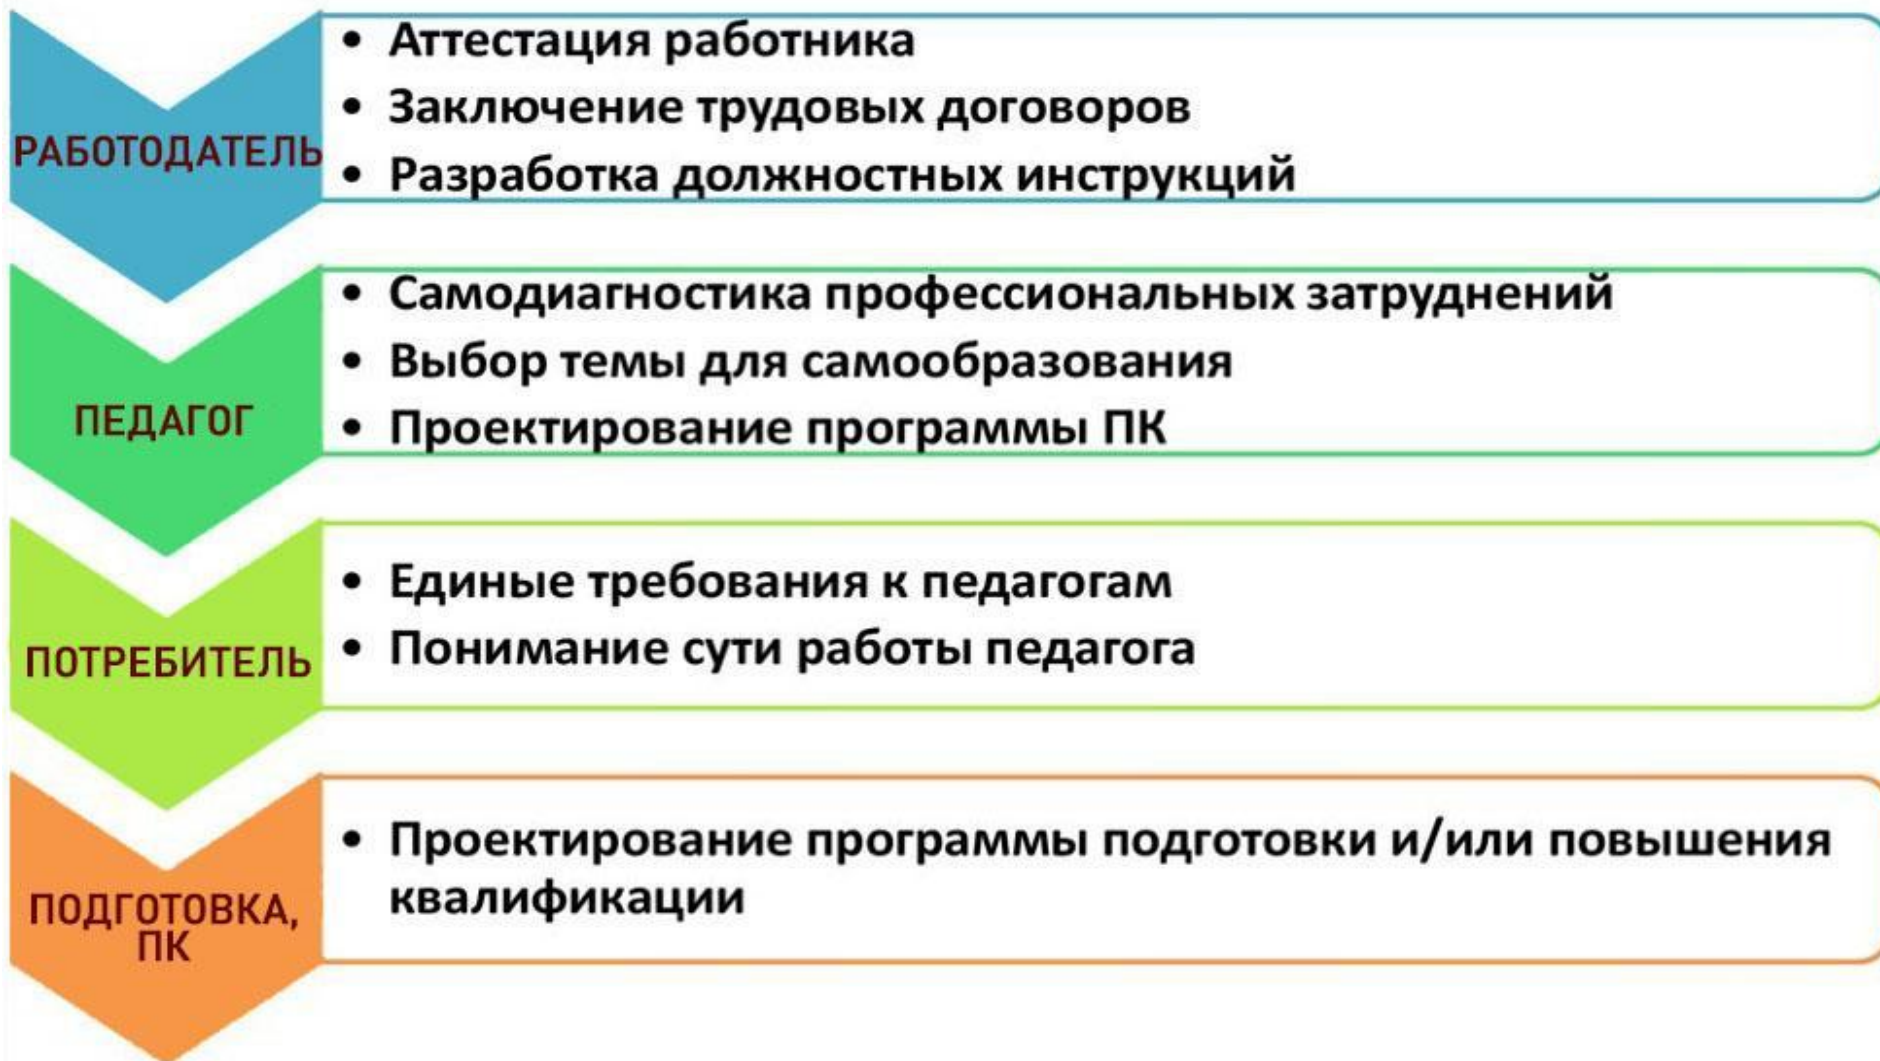 РАБОТОДАТЕЛЬ
• Аттестация работника
• Заключение трудовых договоров
• Разработка должностных инструкций
ПЕДАГОГ
• Самодиагностика профессиональных затруднений
• Выбор темы для самообразования
• Проектирование программы ПК
ПОТРЕБИТЕЛЬ
• Единые требования к педагогам
• Понимание сути работы педагога
ПОДГОТОВКА,
ПК
• Проектирование программы подготовки и/или повышения
квалификации